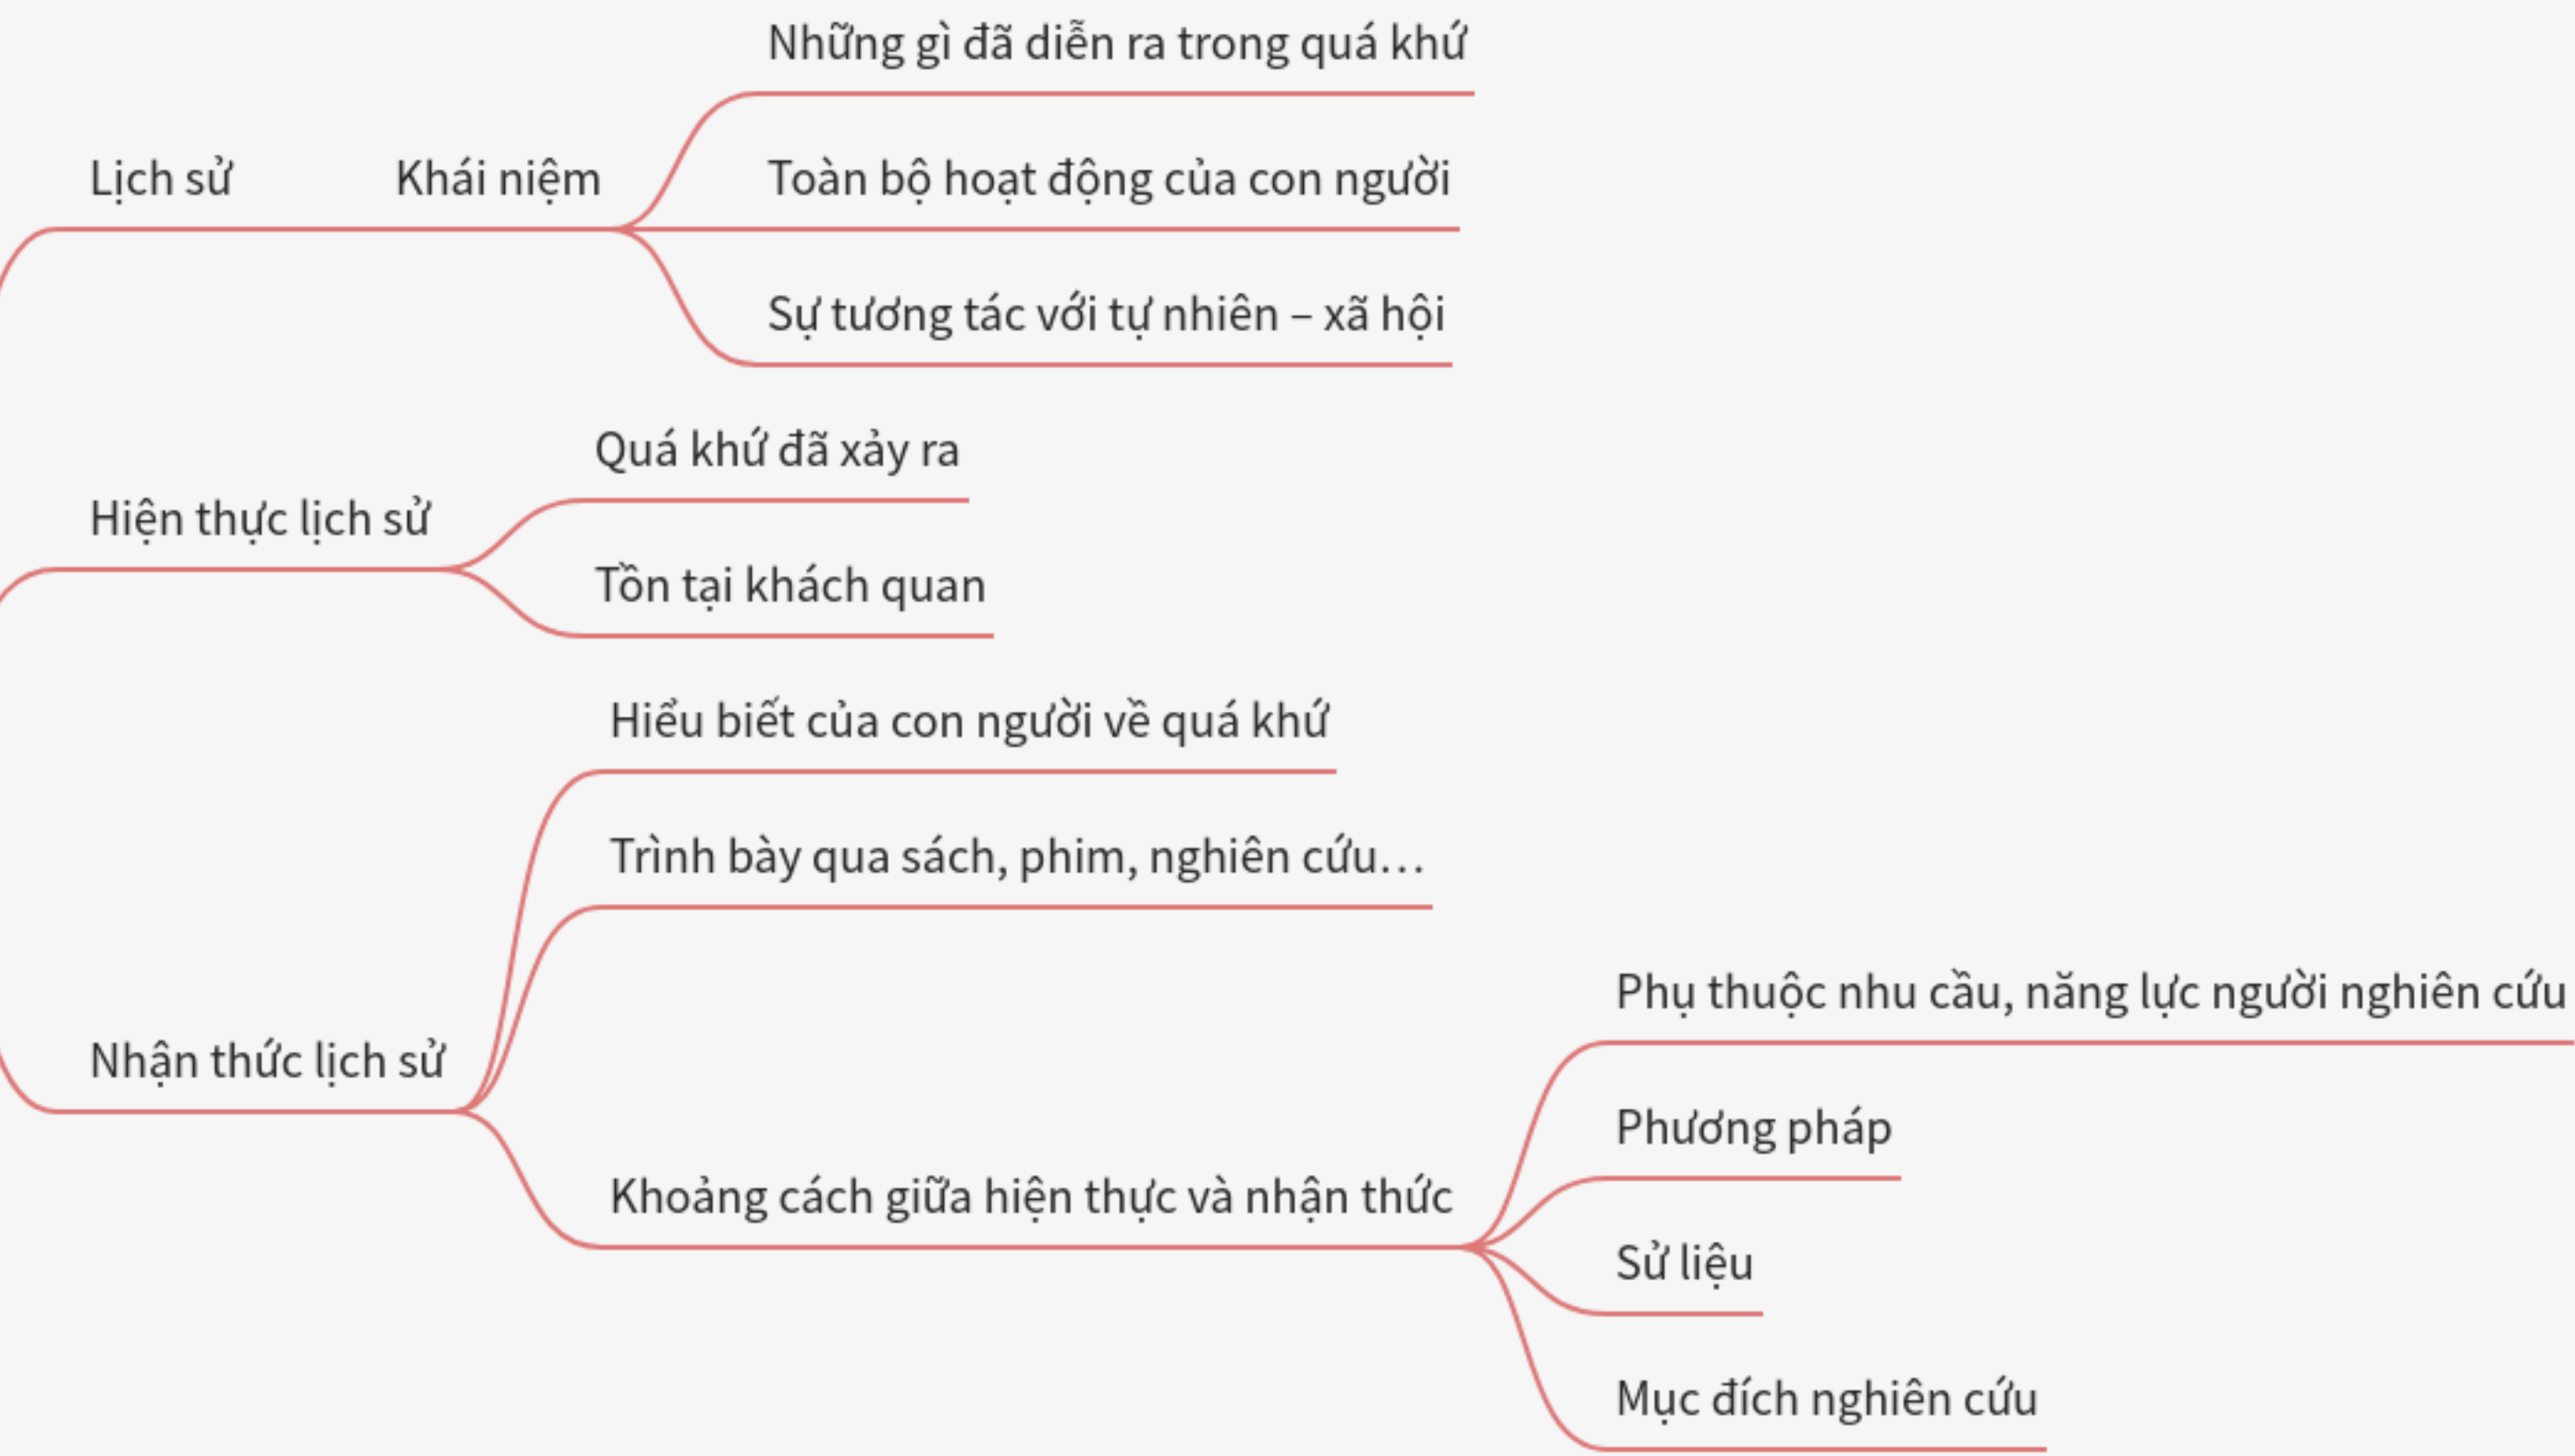 Những gì đã diễn ra trong quá khứ
Lịch sử
Khái niệm
Toàn bộ hoạt động của con người
Sự tương tác với tự nhiên – xã hội
Quá khứ đã xảy ra
Hiện thực lịch sử
Tồn tại khách quan
Hiểu biết của con người về quá khứ
Trình bày qua sách, phim, nghiên cứu…
Nhận thức lịch sử
Khoảng cách giữa hiện thực và nhận thức
Phụ thuộc nhu cầu, năng lực người nghiên cứu
Phương pháp
Sử liệu
Mục đích nghiên cứu